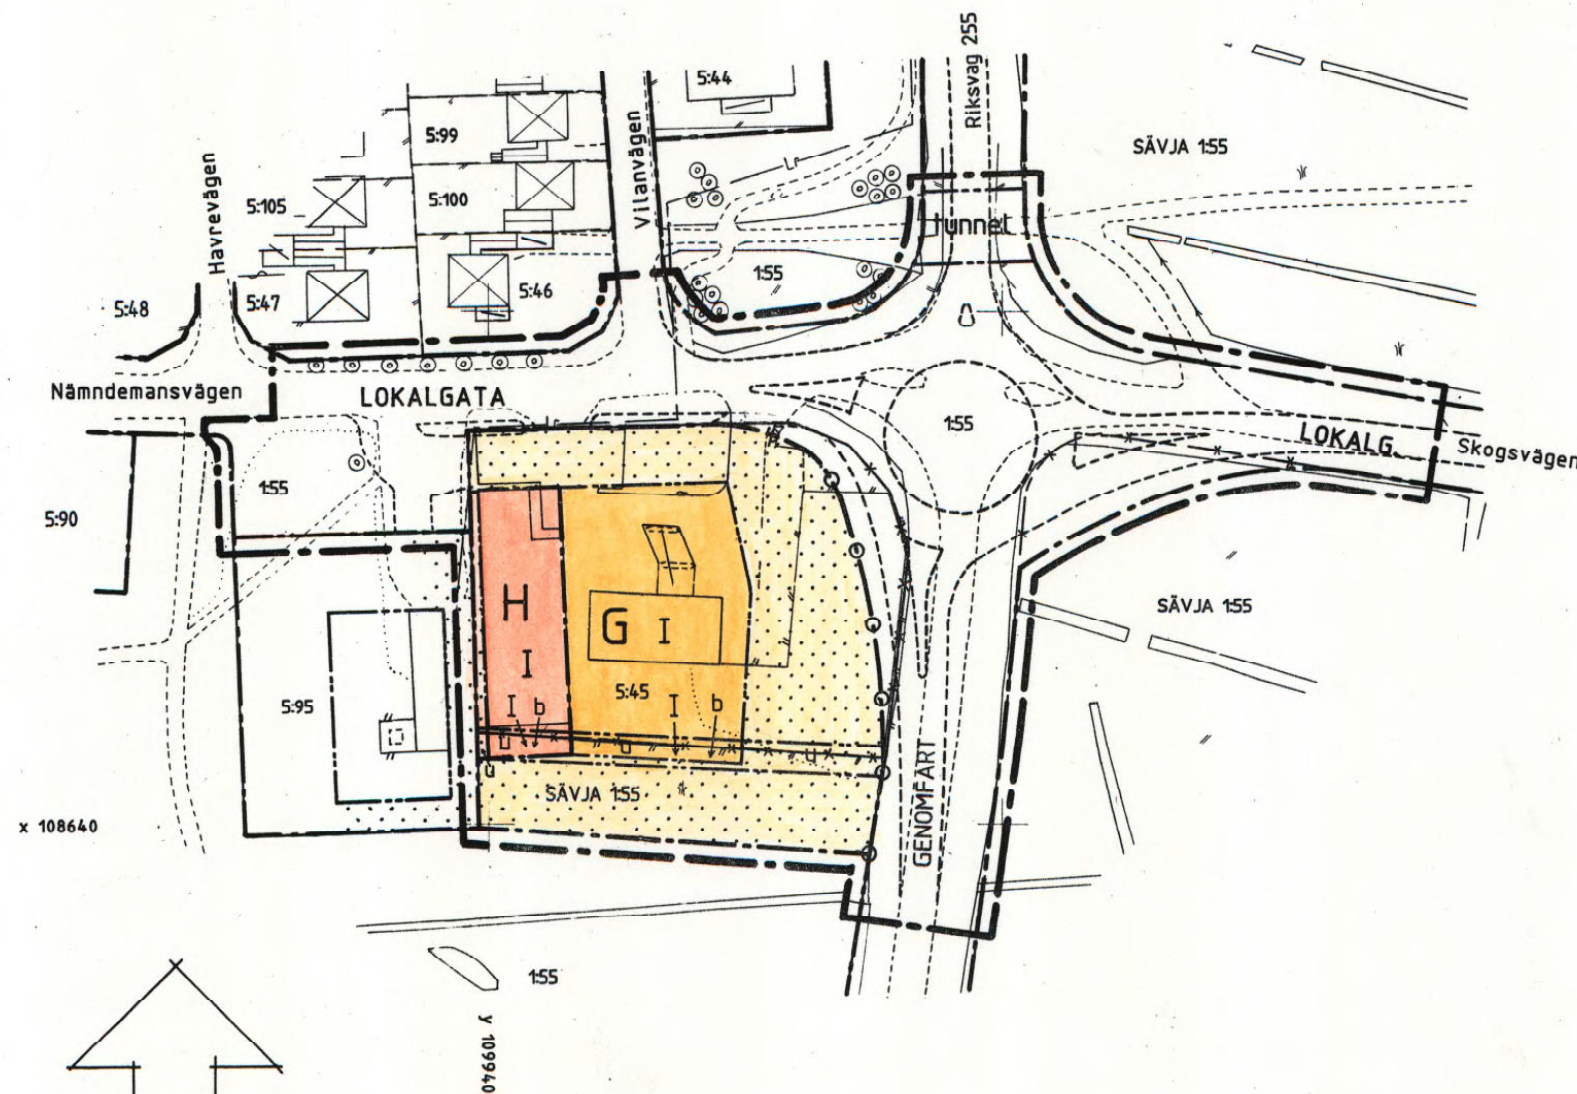 Riksväg 255
5:44
5:99
Vilanvägen
SÄVJA 1:55
Havrevägen
5:105
5:100
tunnel
1:55
5:48
5:47
5:46
Nämndemansvägen
LOKALGATA
1:55
LOKALG.
Skogsvägen
1:55
5:90
H
I
G I
SÄVJA 1:55
5:95
5:45
I b
I b
u
u
u
SÄVJA 1:55
GENOMFART
x 108640
1:55
y 109940